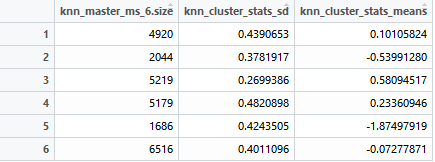 knn_master_ms_6.size knn_cluster_stats_sd knn_cluster_stats_means
1 4920 0.4390653 0.10105824
2 2044 0.3781917 -0.53991280
3 5219 0.2699386 0.58094517
4 5179 0.4820898 0.23360946
5 1686 0.4243505 -1.87497919
6 6516 0.4011096 -0.07277871